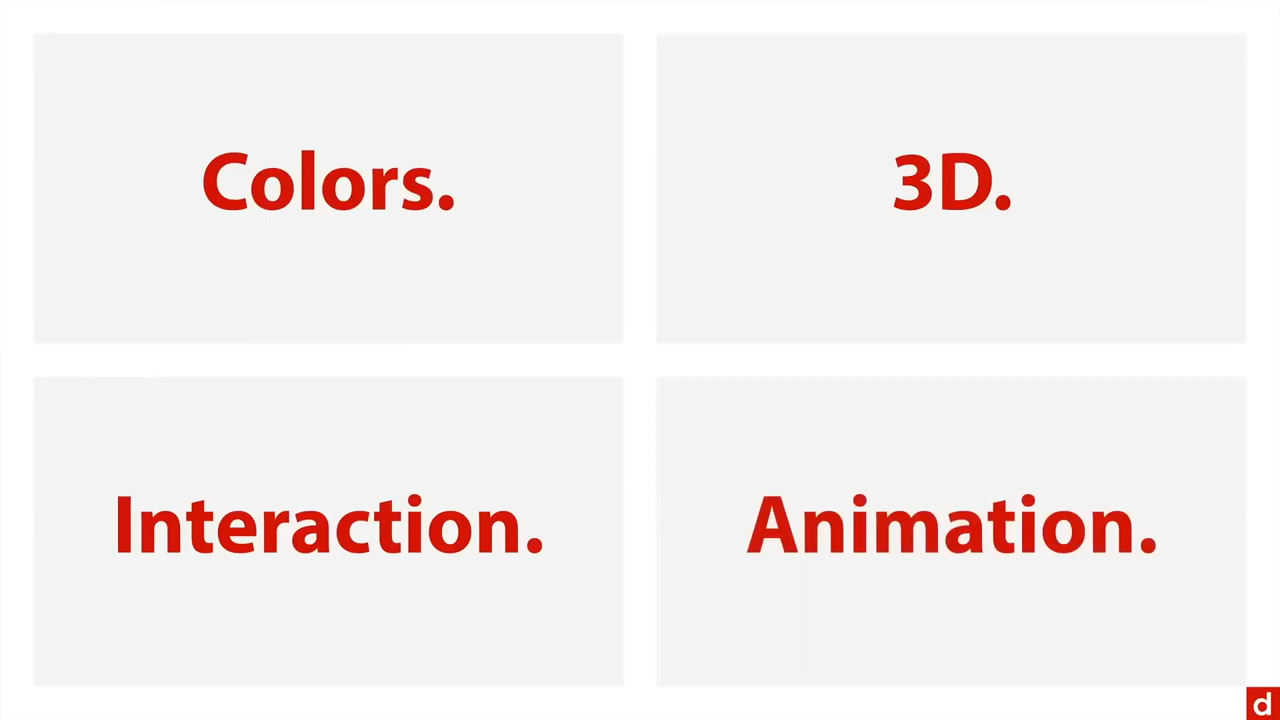 Colors.
3D.
Interaction.
Animation.
d